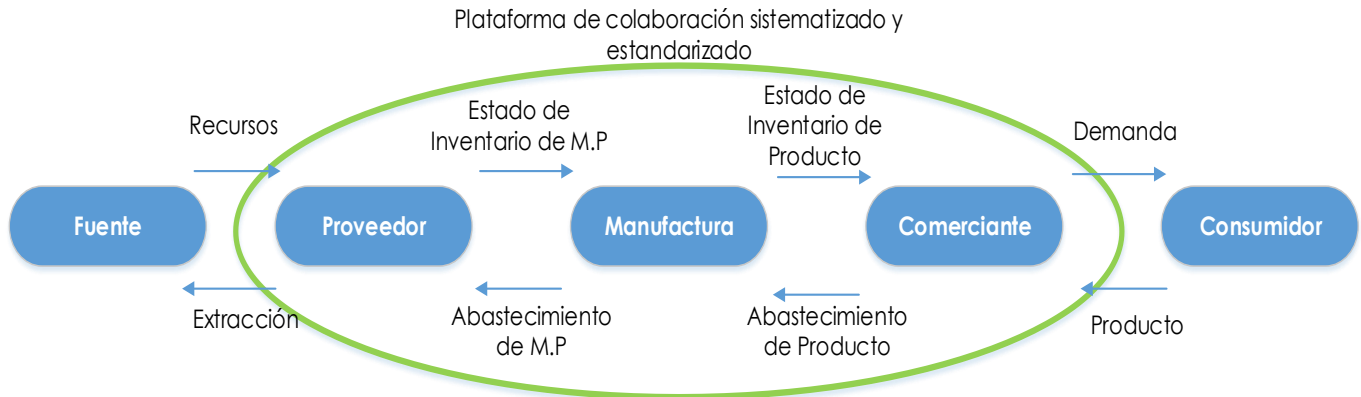 Plataforma de colaboración sistematizado y
estandarizado
Recursos
Estado de
Inventario de M.P
Estado de
Inventario de
Producto
Demanda
Fuente
Proveedor
Manufactura
Comerciante
Consumidor
Extracción
Abastecimiento
de M.P
Abastecimiento
de Producto
Producto